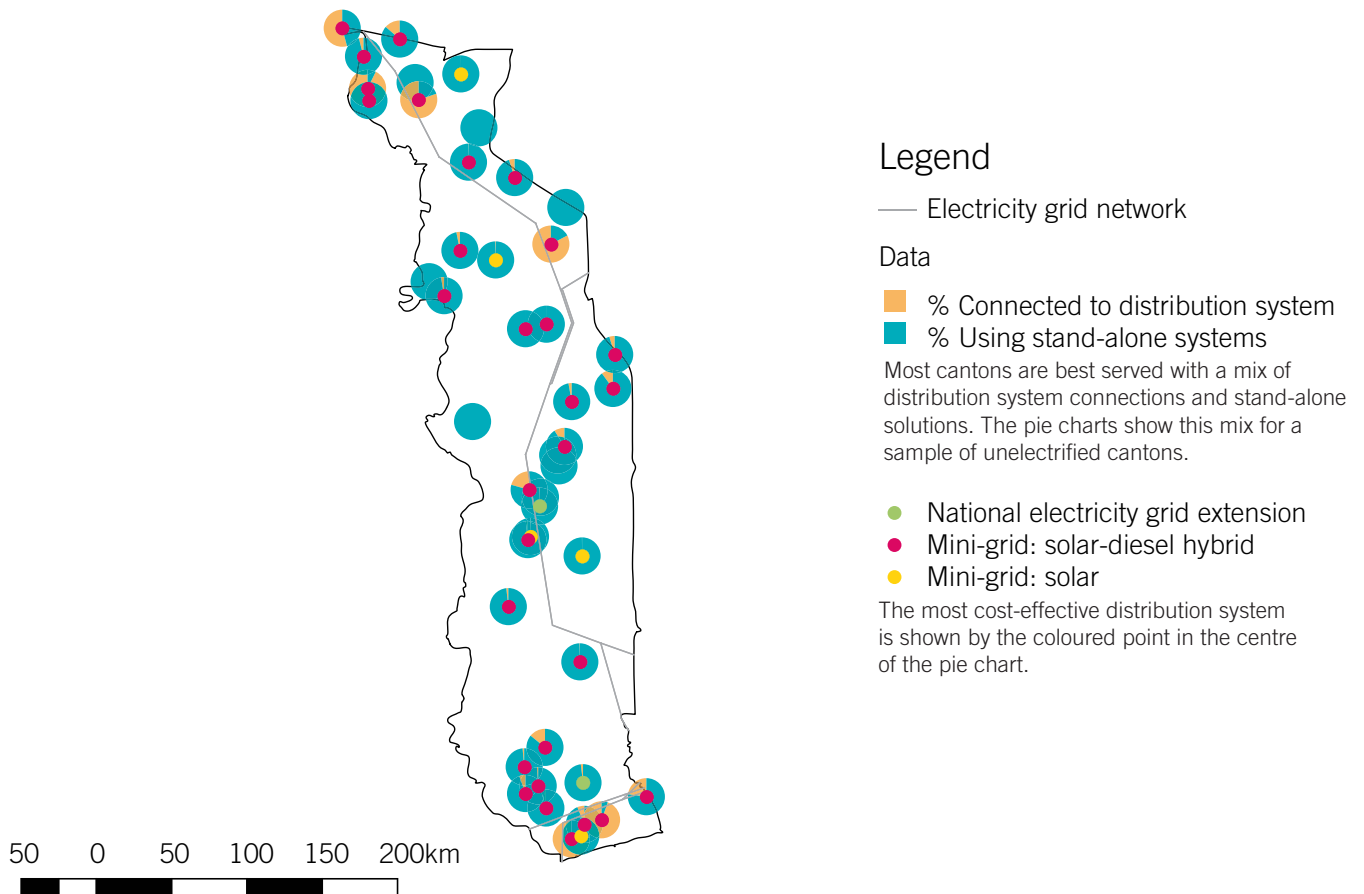 Legend
Electricity grid network
Data
% Connected to distribution system
% Using stand-alone systems
Most cantons are best served with a mix of
distribution system connections and stand-alone
solutions. The pie charts show this mix for a
sample of unelectrified cantons.
National electricity grid extension
Mini-grid: solar-diesel hybrid
Mini-grid: solar
The most cost-effective distribution system
is shown by the coloured point in the centre
of the pie chart.
50 0 50 100 150 200km